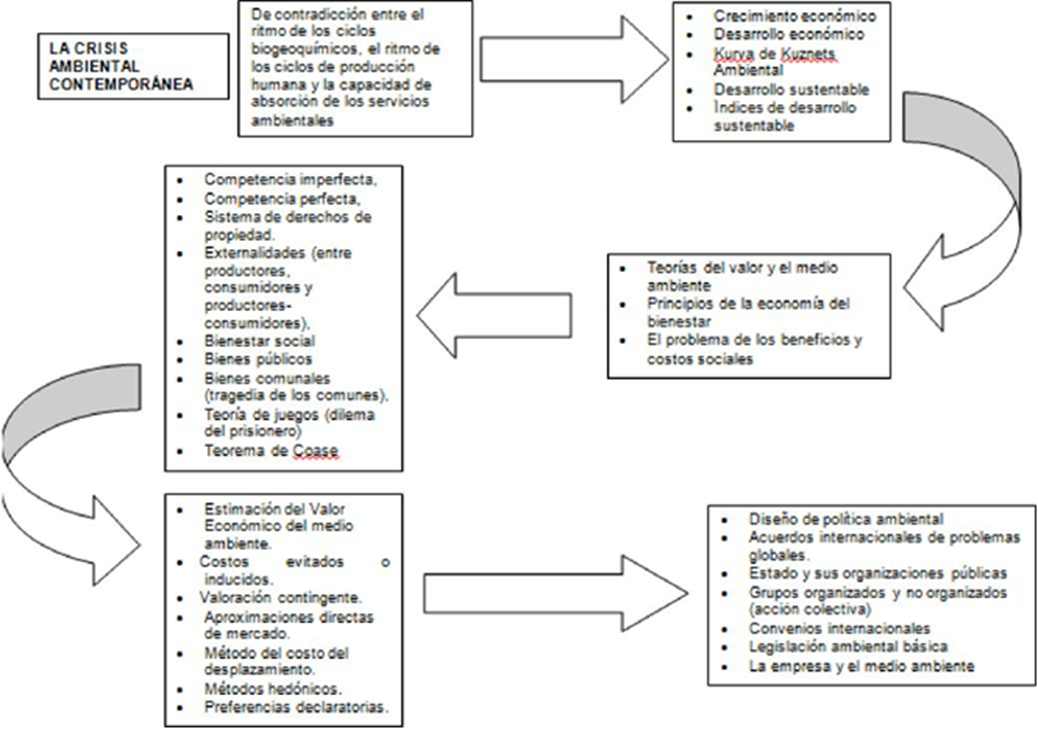 LA CRISIS
AMBIENTAL
CONTEMPORÁNEA
De contradicción entre el
ritmo de los ciclos
biogeoquímicos, el ritmo de
los ciclos de producción
humana y la capacidad de
absorción de los servicios
ambientales
• Crecimiento económico
• Desarrollo económico
• Kurva de Kuznets
Ambiental
• Desarrollo sustentable
• Índices de desarrollo
sustentable
• Teorías del valor y el medio
ambiente
• Principios de la economía del
bienestar
• El problema de los beneficios y
costos sociales
• Competencia imperfecta,
• Competencia perfecta,
• Sistema de derechos de
propiedad.
• Externalidades (entre
productores,
consumidores y
productores-
consumidores),
• Bienestar social
• Bienes públicos
• Bienes comunales
(tragedia de los comunes),
• Teoría de juegos (dilema
del prisionero)
• Teorema de Coase
• Estimación del Valor
Económico del medio
ambiente.
• Costos evitados o
inducidos.
• Valoración contingente.
• Aproximaciones directas
de mercado.
• Método del costo del
desplazamiento.
• Métodos hedónicos.
• Preferencias declaratorias.
• Diseño de política ambiental
• Acuerdos internacionales de problemas
globales.
• Estado y sus organizaciones públicas
• Grupos organizados y no organizados
(acción colectiva)
• Convenios internacionales
• Legislación ambiental básica
• La empresa y el medio ambiente